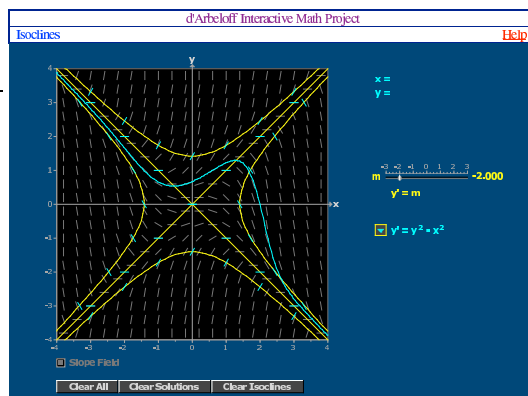 d'Arbeloff Interactive Math Project
Isoclines Help
y
4
3
2
1
0
-1
-2
-3
-4
-4 -3 -2 -1 0 1 2 3 4
x
x =
y =
-3 -2 -1 0 1 2 3
m -2.000
y' = m
y' = y² - x²
Slope Field
Clear All Clear Solutions Clear Isoclines